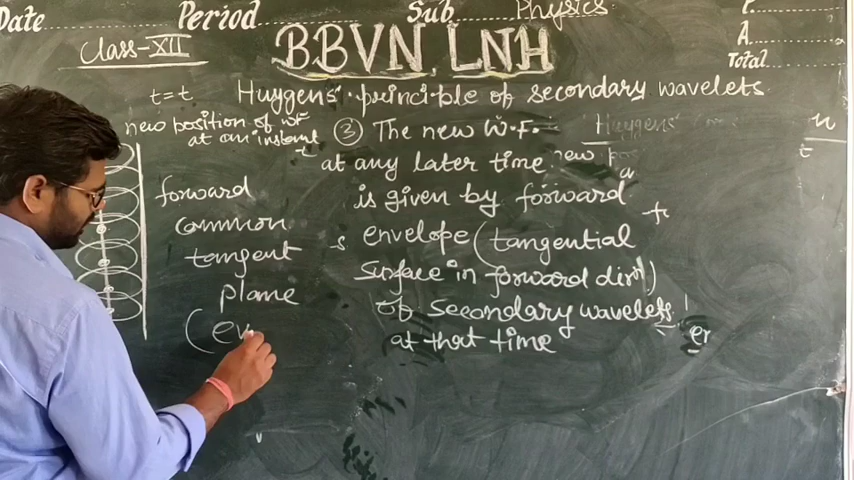 Date Period Sub Physics P.
Class-XII BBVN, LNH A.
Total
t=t Huygens' principle of secondary wavelets
new position of WF
at an instant
t
③ The new W.F.
at any later time
is given by forward
envelope (tangential
surface in forward dirⁿ)
of secondary wavelets
at that time
forward
common
tangent
plane
(en
Huygens'
new
t